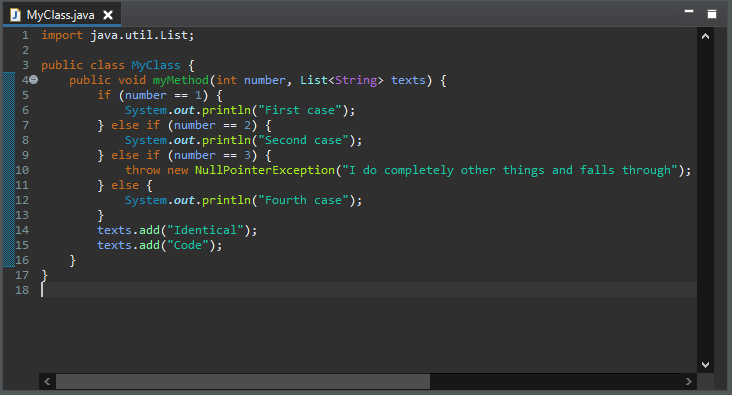 MyClass.java
1 import java.util.List;
2
3 public class MyClass {
4 public void myMethod(int number, List<String> texts) {
5 if (number == 1) {
6 System.out.println("First case");
7 } else if (number == 2) {
8 System.out.println("Second case");
9 } else if (number == 3) {
10 throw new NullPointerException("I do completely other things and falls through");
11 } else {
12 System.out.println("Fourth case");
13 }
14 texts.add("Identical");
15 texts.add("Code");
16 }
17 }
18